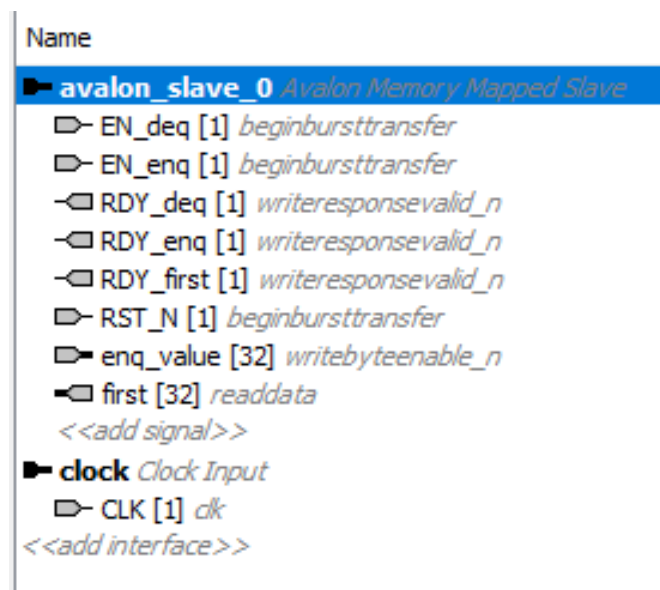 Name
avalon_slave_0 Avalon Memory Mapped Slave
EN_deq [1] beginbursttransfer
EN_enq [1] beginbursttransfer
RDY_deq [1] writeresponsevalid_n
RDY_enq [1] writeresponsevalid_n
RDY_first [1] writeresponsevalid_n
RST_N [1] beginbursttransfer
enq_value [32] writebyteenable_n
first [32] readdata
<<add signal>>
clock Clock Input
CLK [1] clk
<<add interface>>